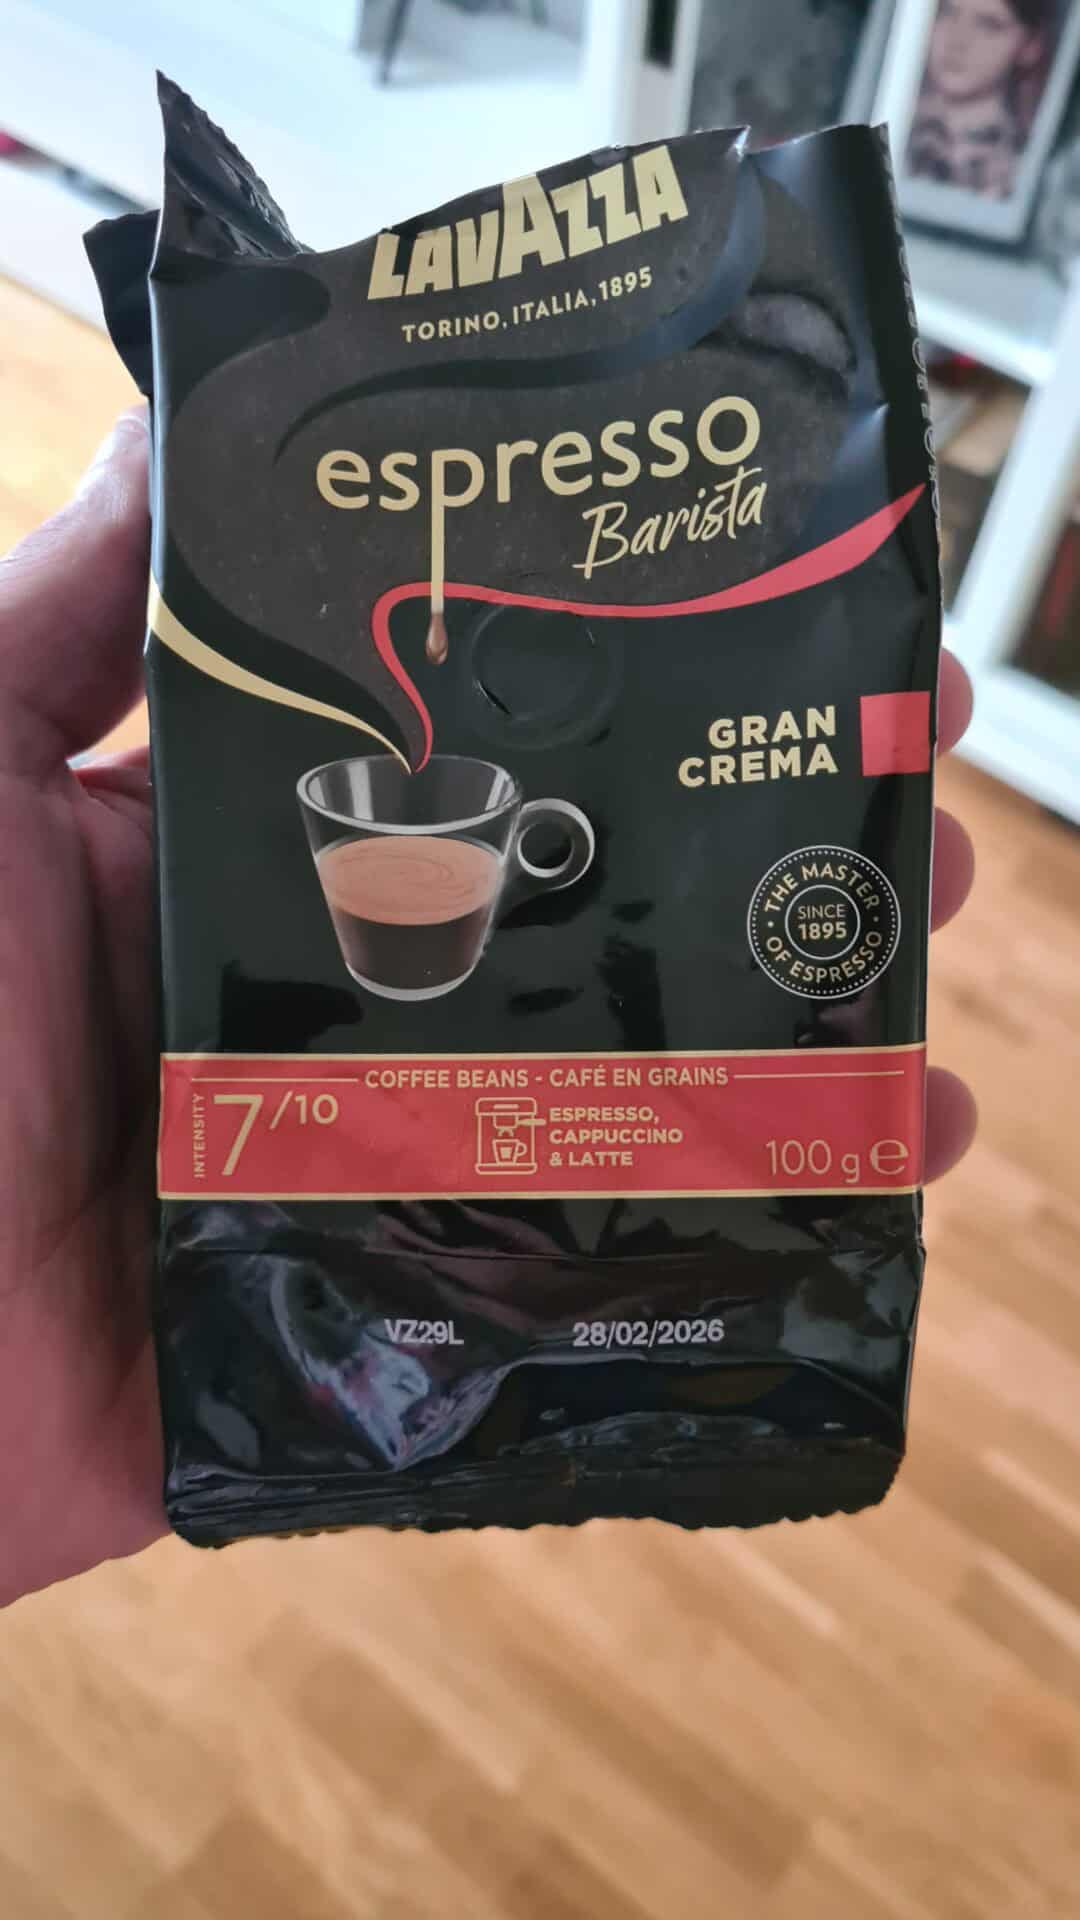 LAVAZZA
TORINO, ITALIA, 1895
espresso
Barista
GRAN
CREMA
THE MASTER
OF ESPRESSO
SINCE
1895
COFFEE BEANS - CAFÉ EN GRAINS
INTENSITY
7/10
ESPRESSO,
CAPPUCCINO
& LATTE
100 g e
VZ29L
28/02/2026